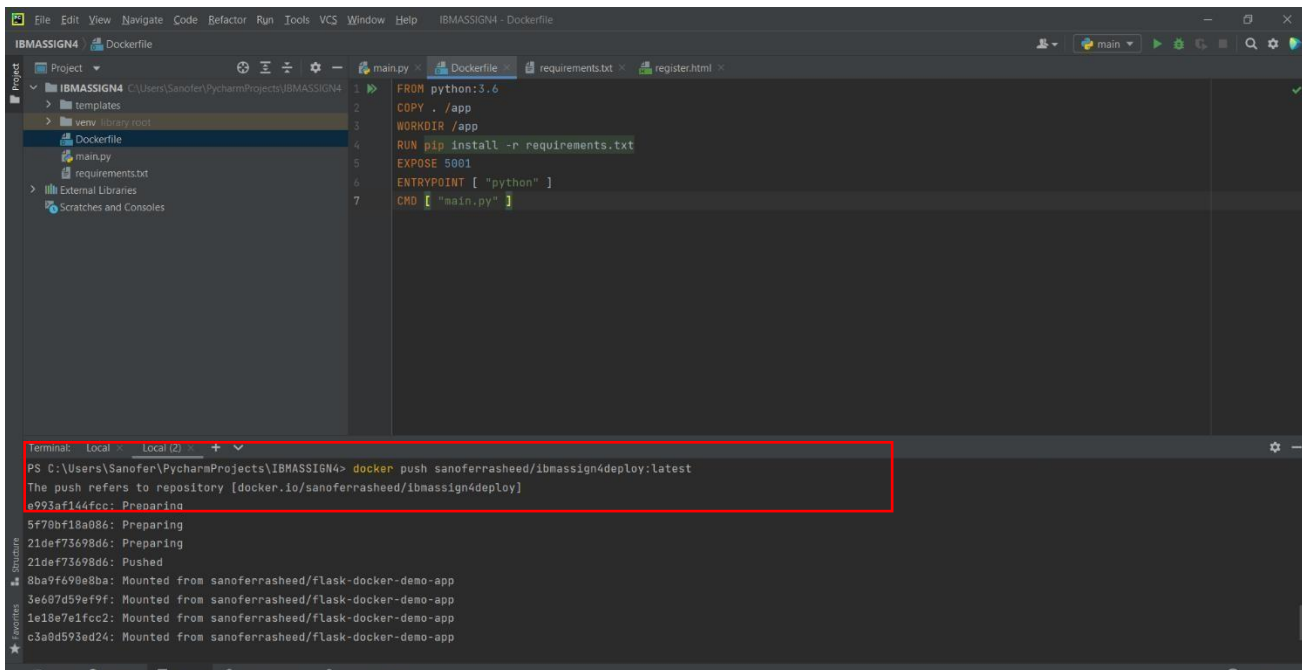 File Edit View Navigate Code Refactor Run Tools VCS Window Help IBMASSIGN4 - Dockerfile
IBMASSIGN4 Dockerfile main
Project
Project main.py Dockerfile requirements.txt register.html
IBMASSIGN4 C:\Users\Sanofer\PycharmProjects\IBMASSIGN4
templates
venv library root
Dockerfile
main.py
requirements.txt
External Libraries
Scratches and Consoles
1 FROM python:3.6
2 COPY . /app
3 WORKDIR /app
4 RUN pip install -r requirements.txt
5 EXPOSE 5001
6 ENTRYPOINT [ "python" ]
7 CMD [ "main.py" ]
Terminal: Local Local (2)
PS C:\Users\Sanofer\PycharmProjects\IBMASSIGN4> docker push sanoferrasheed/ibmassign4deploy:latest
The push refers to repository [docker.io/sanoferrasheed/ibmassign4deploy]
e993af144fcc: Preparing
5f70bf18a086: Preparing
21def73698d6: Preparing
21def73698d6: Pushed
8ba9f690e8ba: Mounted from sanoferrasheed/flask-docker-demo-app
3e607d59ef9f: Mounted from sanoferrasheed/flask-docker-demo-app
1e18e7e1fcc2: Mounted from sanoferrasheed/flask-docker-demo-app
c3a0d593ed24: Mounted from sanoferrasheed/flask-docker-demo-app
Structure
Favorites